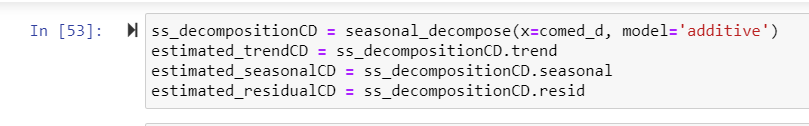 In [53]:
ss_decompositionCD = seasonal_decompose(x=comed_d, model='additive')
estimated_trendCD = ss_decompositionCD.trend
estimated_seasonalCD = ss_decompositionCD.seasonal
estimated_residualCD = ss_decompositionCD.resid